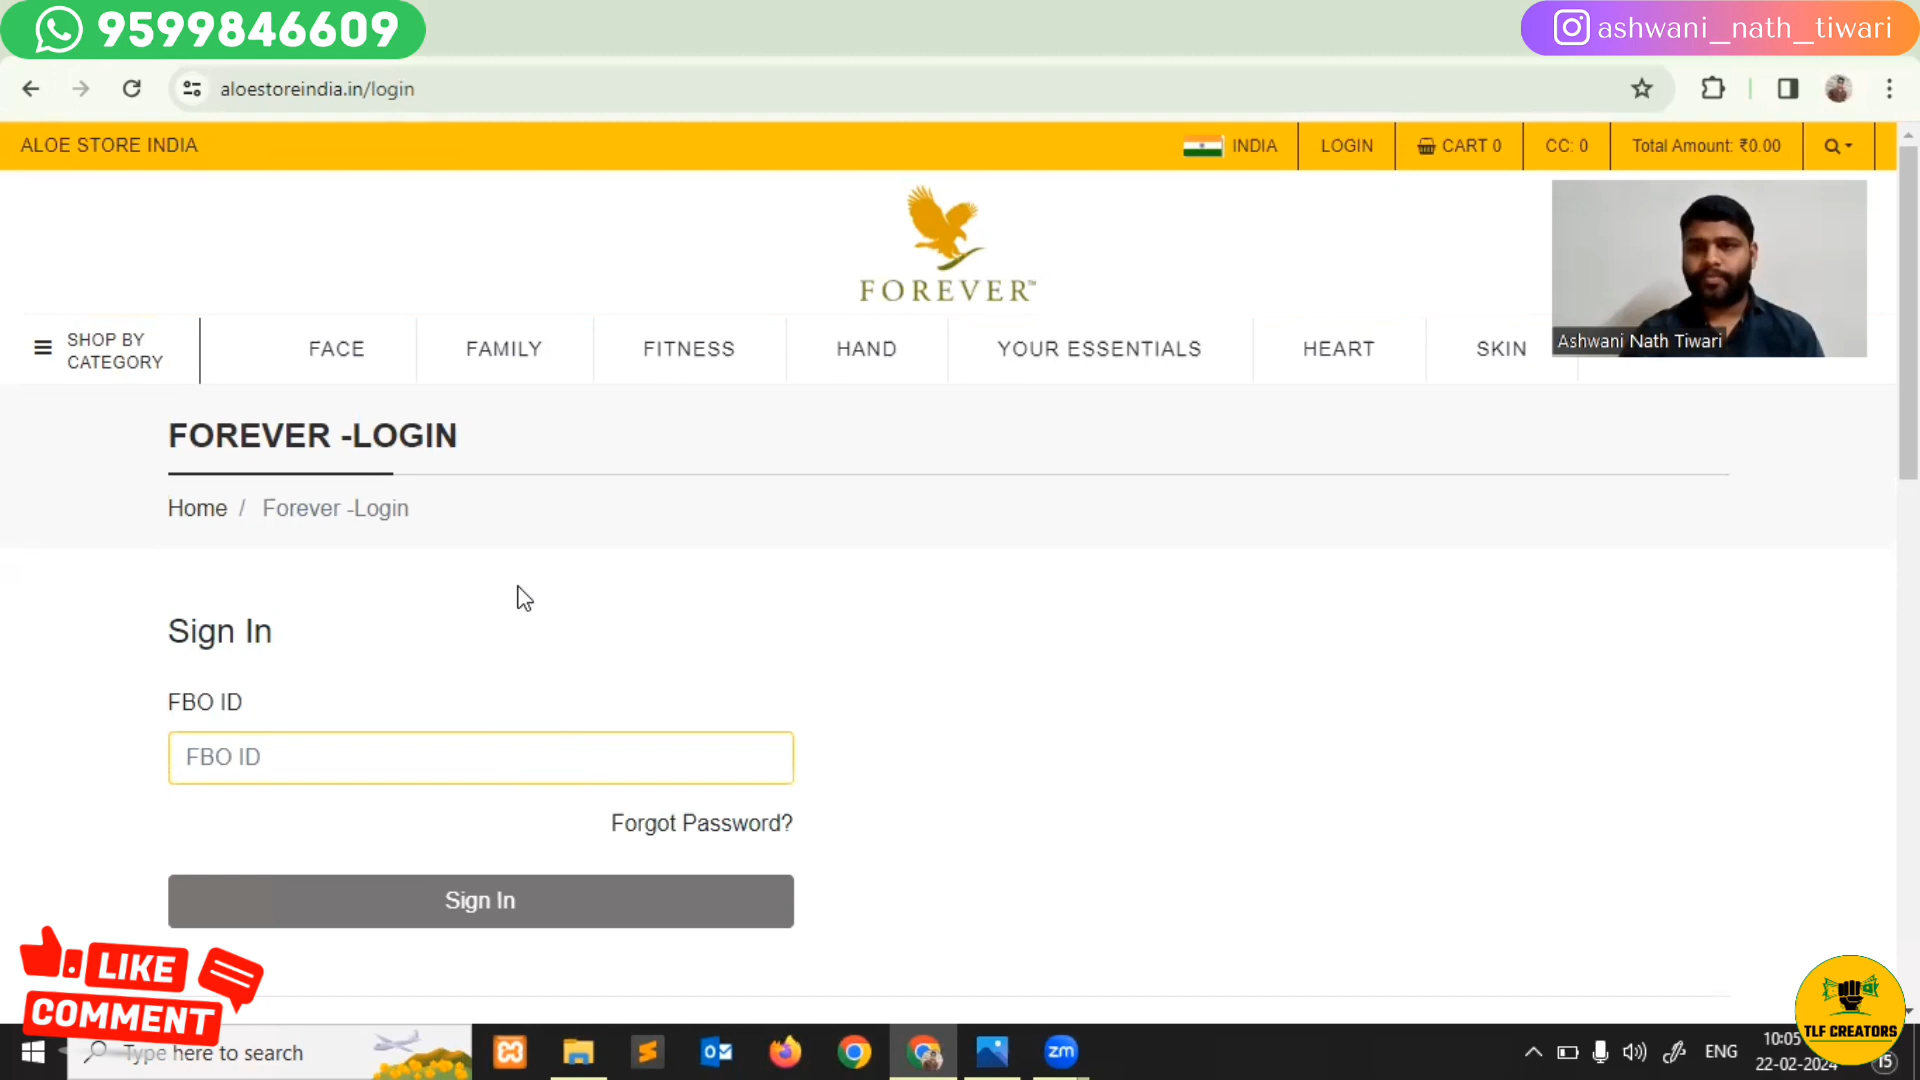 9599846609
ashwani_nath_tiwari
aloestoreindia.in/login
ALOE STORE INDIA
INDIA
LOGIN
CART 0
CC: 0
Total Amount: ₹0.00
FOREVER™
Ashwani Nath Tiwari
SHOP BY
CATEGORY
FACE
FAMILY
FITNESS
HAND
YOUR ESSENTIALS
HEART
SKIN
FOREVER -LOGIN
Home / Forever -Login
Sign In
FBO ID
FBO ID
Forgot Password?
Sign In
LIKE
COMMENT
TLF CREATORS
Type here to search
zm
ENG
10:05
22-02-2024
15